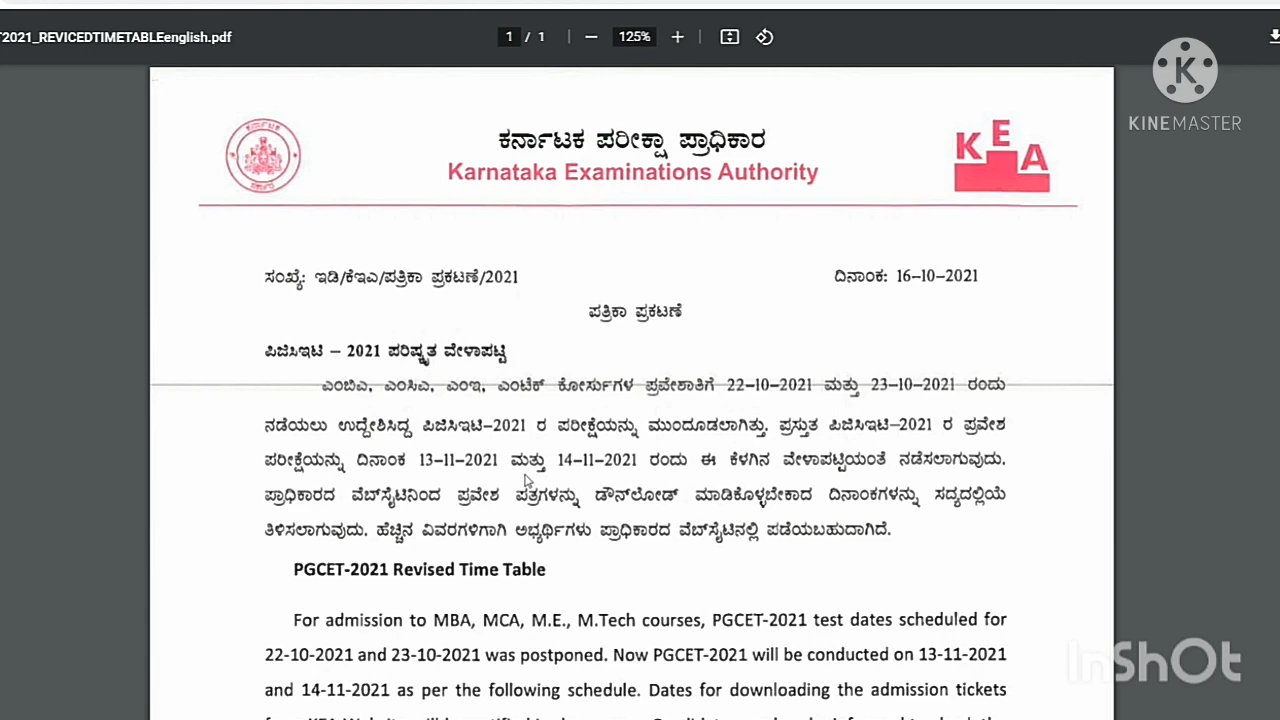 2021_REVICEDTIMETABLEenglish.pdf
1 / 1
125%
KINEMASTER
ಕರ್ನಾಟಕ ಪರೀಕ್ಷಾ ಪ್ರಾಧಿಕಾರ
Karnataka Examinations Authority
KEA
ಸಂಖ್ಯೆ: ಇಡಿ/ಕೆಇಎ/ಪತ್ರಿಕಾ ಪ್ರಕಟಣೆ/2021 ದಿನಾಂಕ: 16-10-2021
ಪತ್ರಿಕಾ ಪ್ರಕಟಣೆ
ಪಿಜಿಸಿಇಟಿ – 2021 ಪರಿಷ್ಕೃತ ವೇಳಾಪಟ್ಟಿ
ಎಂಬಿಎ, ಎಂಸಿಎ, ಎಂಇ, ಎಂಟೆಕ್ ಕೋರ್ಸುಗಳ ಪ್ರವೇಶಾತಿಗೆ 22-10-2021 ಮತ್ತು 23-10-2021 ರಂದು
ನಡೆಯಲು ಉದ್ದೇಶಿಸಿದ್ದ ಪಿಜಿಸಿಇಟಿ-2021 ರ ಪರೀಕ್ಷೆಯನ್ನು ಮುಂದೂಡಲಾಗಿತ್ತು. ಪ್ರಸ್ತುತ ಪಿಜಿಸಿಇಟಿ-2021 ರ ಪ್ರವೇಶ
ಪರೀಕ್ಷೆಯನ್ನು ದಿನಾಂಕ 13-11-2021 ಮತ್ತು 14-11-2021 ರಂದು ಈ ಕೆಳಗಿನ ವೇಳಾಪಟ್ಟಿಯಂತೆ ನಡೆಸಲಾಗುವುದು.
ಪ್ರಾಧಿಕಾರದ ವೆಬ್‌ಸೈಟಿನಿಂದ ಪ್ರವೇಶ ಪತ್ರಗಳನ್ನು ಡೌನ್‌ಲೋಡ್ ಮಾಡಿಕೊಳ್ಳಬೇಕಾದ ದಿನಾಂಕಗಳನ್ನು ಸದ್ಯದಲ್ಲಿಯೆ
ತಿಳಿಸಲಾಗುವುದು. ಹೆಚ್ಚಿನ ವಿವರಗಳಿಗಾಗಿ ಅಭ್ಯರ್ಥಿಗಳು ಪ್ರಾಧಿಕಾರದ ವೆಬ್‌ಸೈಟಿನಲ್ಲಿ ಪಡೆಯಬಹುದಾಗಿದೆ.
PGCET-2021 Revised Time Table
For admission to MBA, MCA, M.E., M.Tech courses, PGCET-2021 test dates scheduled for
22-10-2021 and 23-10-2021 was postponed. Now PGCET-2021 will be conducted on 13-11-2021
and 14-11-2021 as per the following schedule. Dates for downloading the admission tickets
InShOt